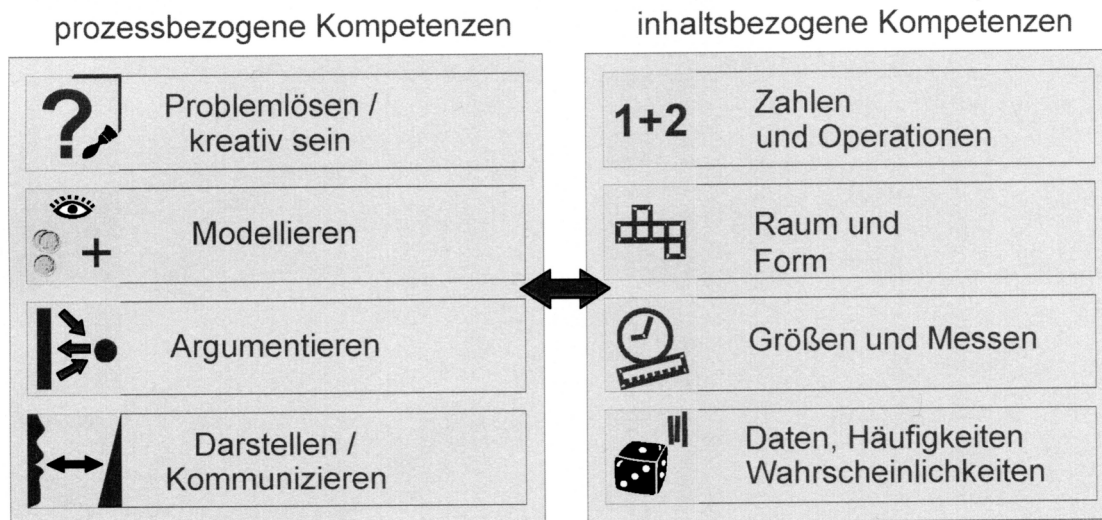 prozessbezogene Kompetenzen
Problemlösen /
kreativ sein
Modellieren
Argumentieren
Darstellen /
Kommunizieren
inhaltsbezogene Kompetenzen
1+2
Zahlen
und Operationen
Raum und
Form
Größen und Messen
Daten, Häufigkeiten
Wahrscheinlichkeiten